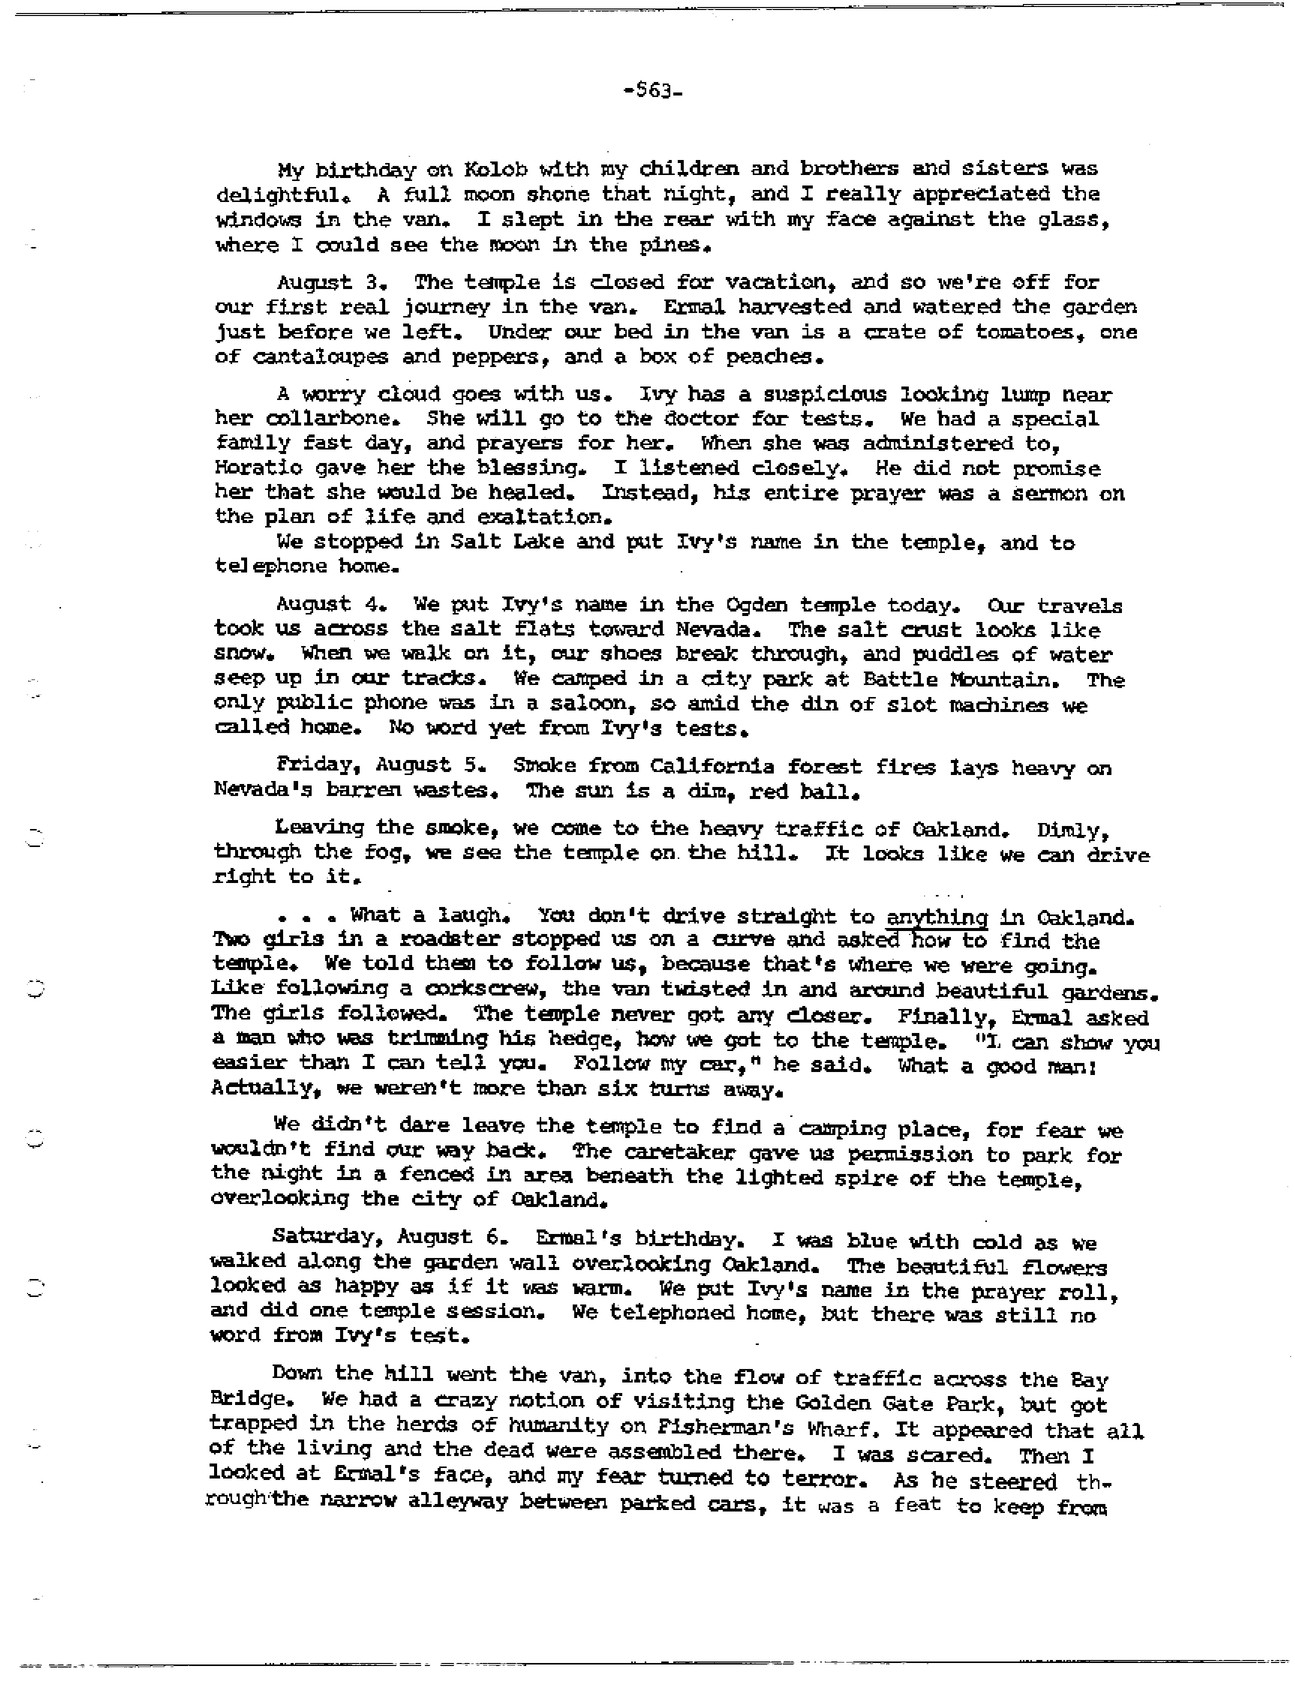 -563-
My birthday on Kolob with my children and brothers and sisters was
delightful. A full moon shone that night, and I really appreciated the
windows in the van. I slept in the rear with my face against the glass,
where I could see the moon in the pines.
August 3. The temple is closed for vacation, and so we're off for
our first real journey in the van. Ermal harvested and watered the garden
just before we left. Under our bed in the van is a crate of tomatoes, one
of cantaloupes and peppers, and a box of peaches.
A worry cloud goes with us. Ivy has a suspicious looking lump near
her collarbone. She will go to the doctor for tests. We had a special
family fast day, and prayers for her. When she was administered to,
Horatio gave her the blessing. I listened closely. He did not promise
her that she would be healed. Instead, his entire prayer was a sermon on
the plan of life and exaltation.
We stopped in Salt Lake and put Ivy's name in the temple, and to
telephone home.
August 4. We put Ivy's name in the Ogden temple today. Our travels
took us across the salt flats toward Nevada. The salt crust looks like
snow. When we walk on it, our shoes break through, and puddles of water
seep up in our tracks. We camped in a city park at Battle Mountain. The
only public phone was in a saloon, so amid the din of slot machines we
called home. No word yet from Ivy's tests.
Friday, August 5. Smoke from California forest fires lays heavy on
Nevada's barren wastes. The sun is a dim, red ball.
Leaving the smoke, we come to the heavy traffic of Oakland. Dimly,
through the fog, we see the temple on the hill. It looks like we can drive
right to it.
. . . What a laugh. You don't drive straight to anything in Oakland.
Two girls in a roadster stopped us on a curve and asked how to find the
temple. We told them to follow us, because that's where we were going.
Like following a corkscrew, the van twisted in and around beautiful gardens.
The girls followed. The temple never got any closer. Finally, Ermal asked
a man who was trimming his hedge, how we got to the temple. "I can show you
easier than I can tell you. Follow my car," he said. What a good man!
Actually, we weren't more than six turns away.
We didn't dare leave the temple to find a camping place, for fear we
wouldn't find our way back. The caretaker gave us permission to park for
the night in a fenced in area beneath the lighted spire of the temple,
overlooking the city of Oakland.
Saturday, August 6. Ermal's birthday. I was blue with cold as we
walked along the garden wall overlooking Oakland. The beautiful flowers
looked as happy as if it was warm. We put Ivy's name in the prayer roll,
and did one temple session. We telephoned home, but there was still no
word from Ivy's test.
Down the hill went the van, into the flow of traffic across the Bay
Bridge. We had a crazy notion of visiting the Golden Gate Park, but got
trapped in the herds of humanity on Fisherman's Wharf. It appeared that all
of the living and the dead were assembled there. I was scared. Then I
looked at Ermal's face, and my fear turned to terror. As he steered th-
rough the narrow alleyway between parked cars, it was a feat to keep from